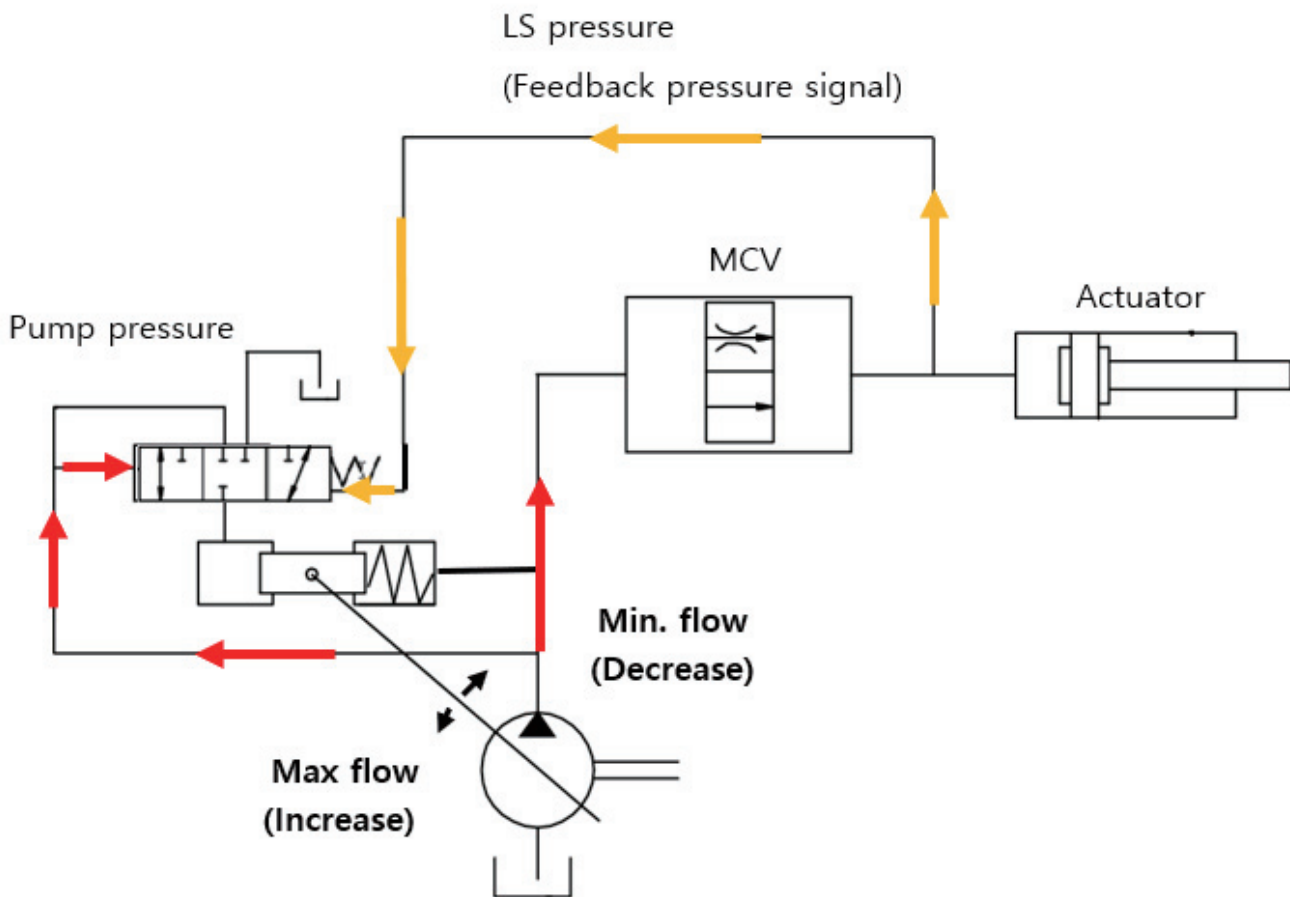 LS pressure
(Feedback pressure signal)
MCV
Actuator
Pump pressure
Min. flow
(Decrease)
Max flow
(Increase)